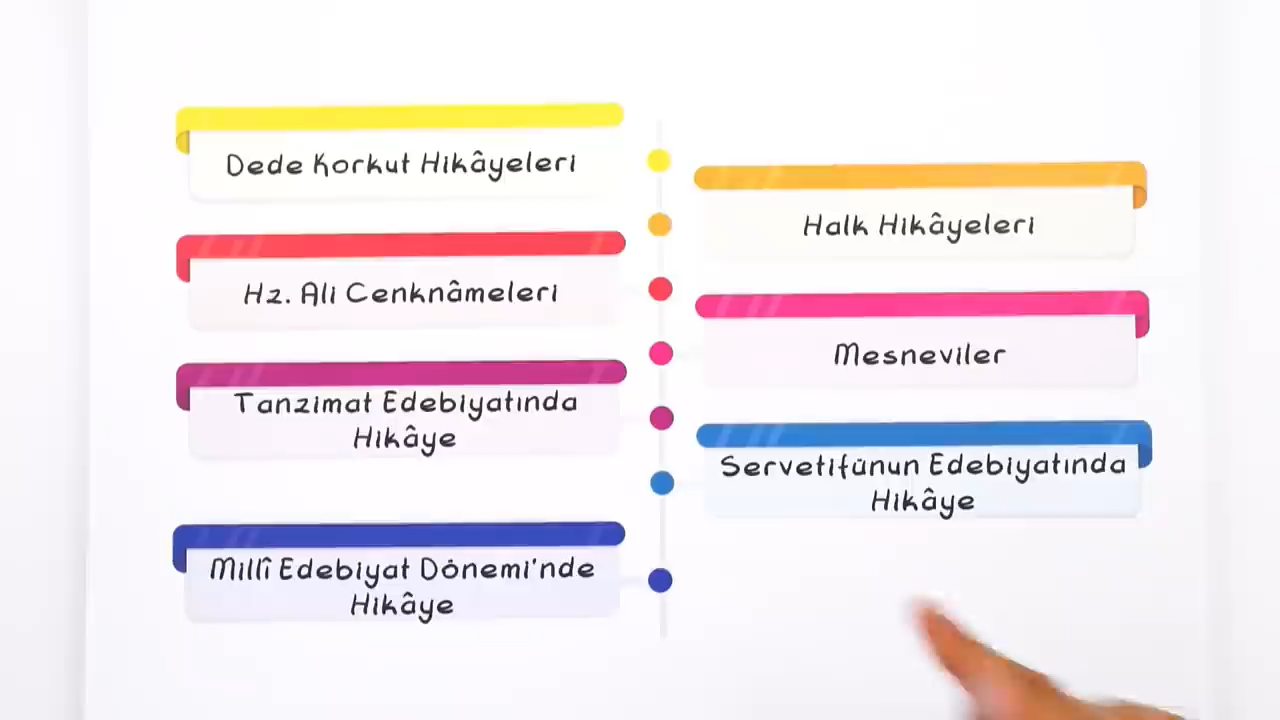 Dede Korkut Hikâyeleri
Halk Hikâyeleri
Hz. Ali Cenknâmeleri
Mesneviler
Tanzimat Edebiyatında
Hikâye
Servetifünun Edebiyatında
Hikâye
Millî Edebiyat Dönemi'nde
Hikâye